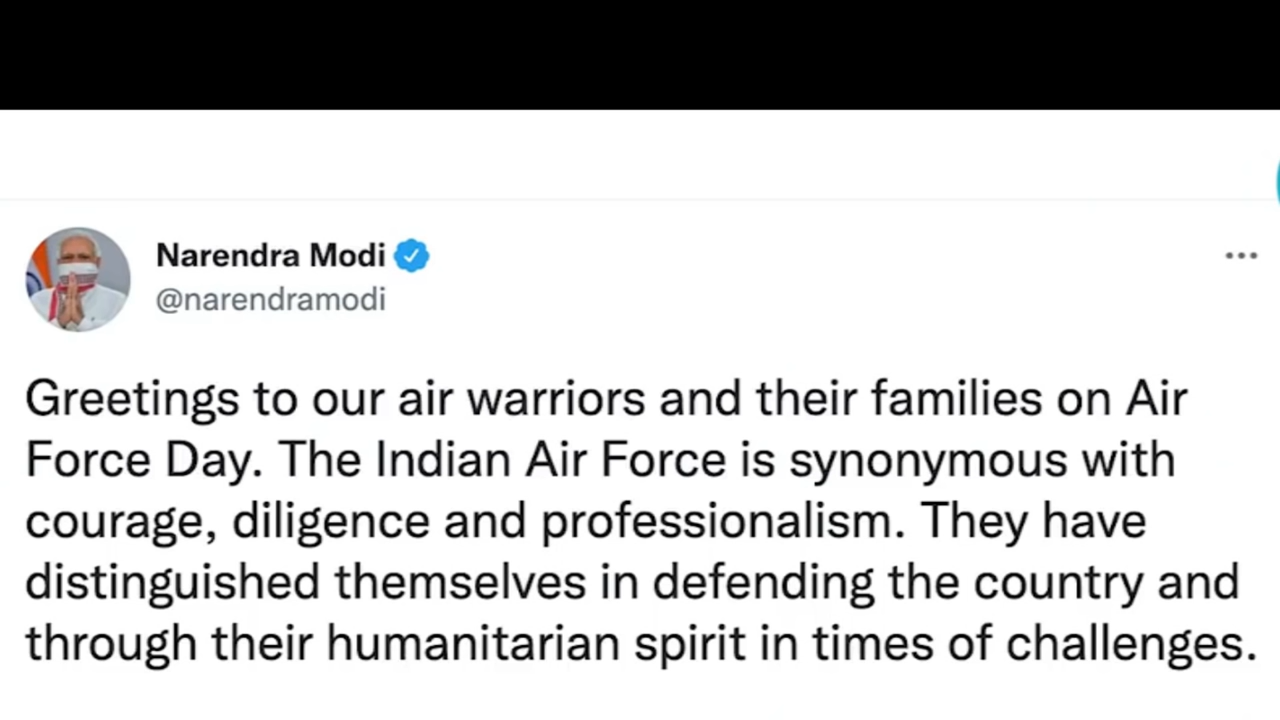 Narendra Modi
@narendramodi
Greetings to our air warriors and their families on Air
Force Day. The Indian Air Force is synonymous with
courage, diligence and professionalism. They have
distinguished themselves in defending the country and
through their humanitarian spirit in times of challenges.